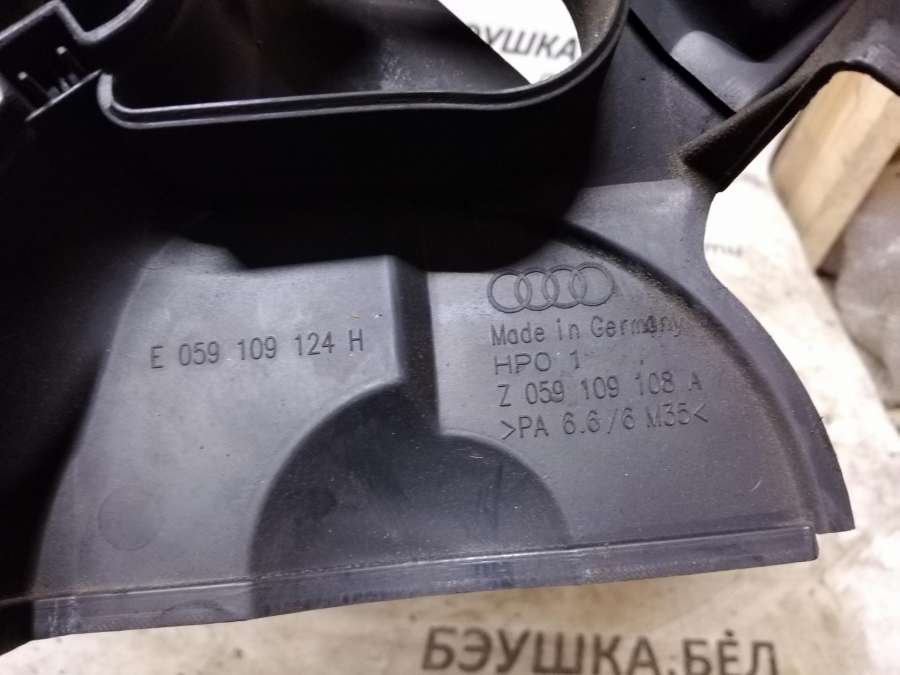 БЭУШКА
E 059 109 124 H
Made in Germany
HPO 1
Z 059 109 108 A
>PA 6.6/6 M35<
БЭУШКА.БЕЛ